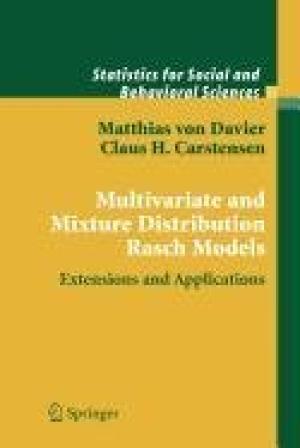 Statistics for Social and
Behavioral Sciences
Matthias von Davier
Claus H. Carstensen
Multivariate and
Mixture Distribution
Rasch Models
Extensions and Applications
Springer